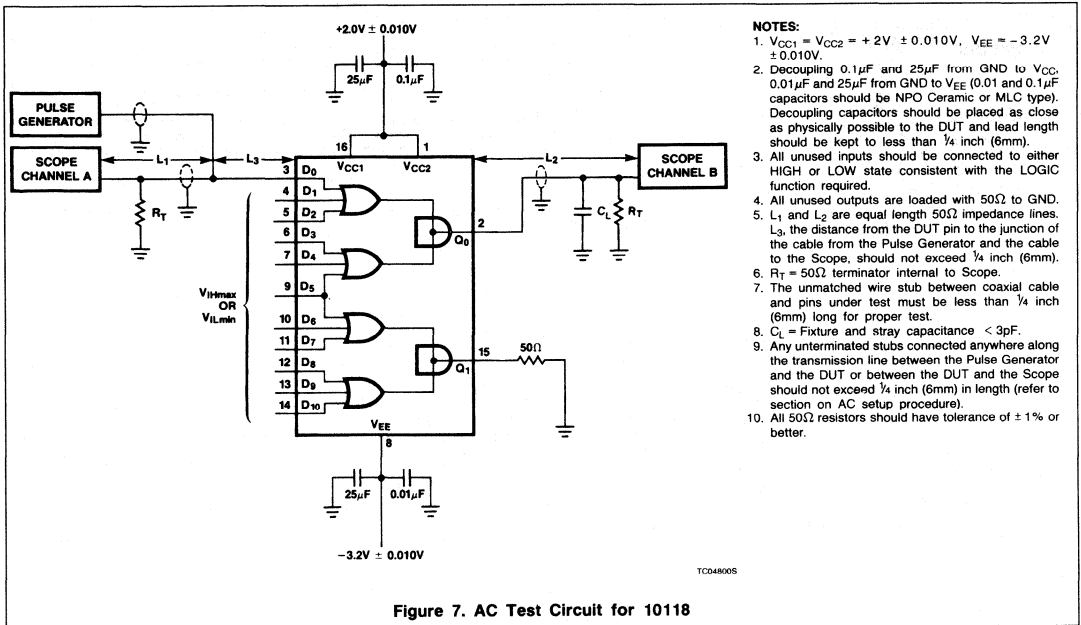 +2.0V ± 0.010V
25μF
0.1μF
PULSE
GENERATOR
SCOPE
CHANNEL A
L1
L3
RT
16
1
VCC1
VCC2
L2
SCOPE
CHANNEL B
CL
RT
3 D0
4 D1
5 D2
6 D3
7 D4
9 D5
10 D6
11 D7
12 D8
13 D9
14 D10
Q0
2
Q1
15
50Ω
VIHmax
OR
VILmin
VEE
8
25μF
0.01μF
−3.2V ± 0.010V
TC04800S
NOTES:
1. VCC1 = VCC2 = +2V ±0.010V, VEE = −3.2V
±0.010V.
2. Decoupling 0.1μF and 25μF from GND to VCC,
0.01μF and 25μF from GND to VEE (0.01 and 0.1μF
capacitors should be NPO Ceramic or MLC type).
Decoupling capacitors should be placed as close
as physically possible to the DUT and lead length
should be kept to less than 1/4 inch (6mm).
3. All unused inputs should be connected to either
HIGH or LOW state consistent with the LOGIC
function required.
4. All unused outputs are loaded with 50Ω to GND.
5. L1 and L2 are equal length 50Ω impedance lines.
L3, the distance from the DUT pin to the junction of
the cable from the Pulse Generator and the cable
to the Scope, should not exceed 1/4 inch (6mm).
6. RT = 50Ω terminator internal to Scope.
7. The unmatched wire stub between coaxial cable
and pins under test must be less than 1/4 inch
(6mm) long for proper test.
8. CL = Fixture and stray capacitance < 3pF.
9. Any unterminated stubs connected anywhere along
the transmission line between the Pulse Generator
and the DUT or between the DUT and the Scope
should not exceed 1/4 inch (6mm) in length (refer to
section on AC setup procedure).
10. All 50Ω resistors should have tolerance of ±1% or
better.
Figure 7. AC Test Circuit for 10118